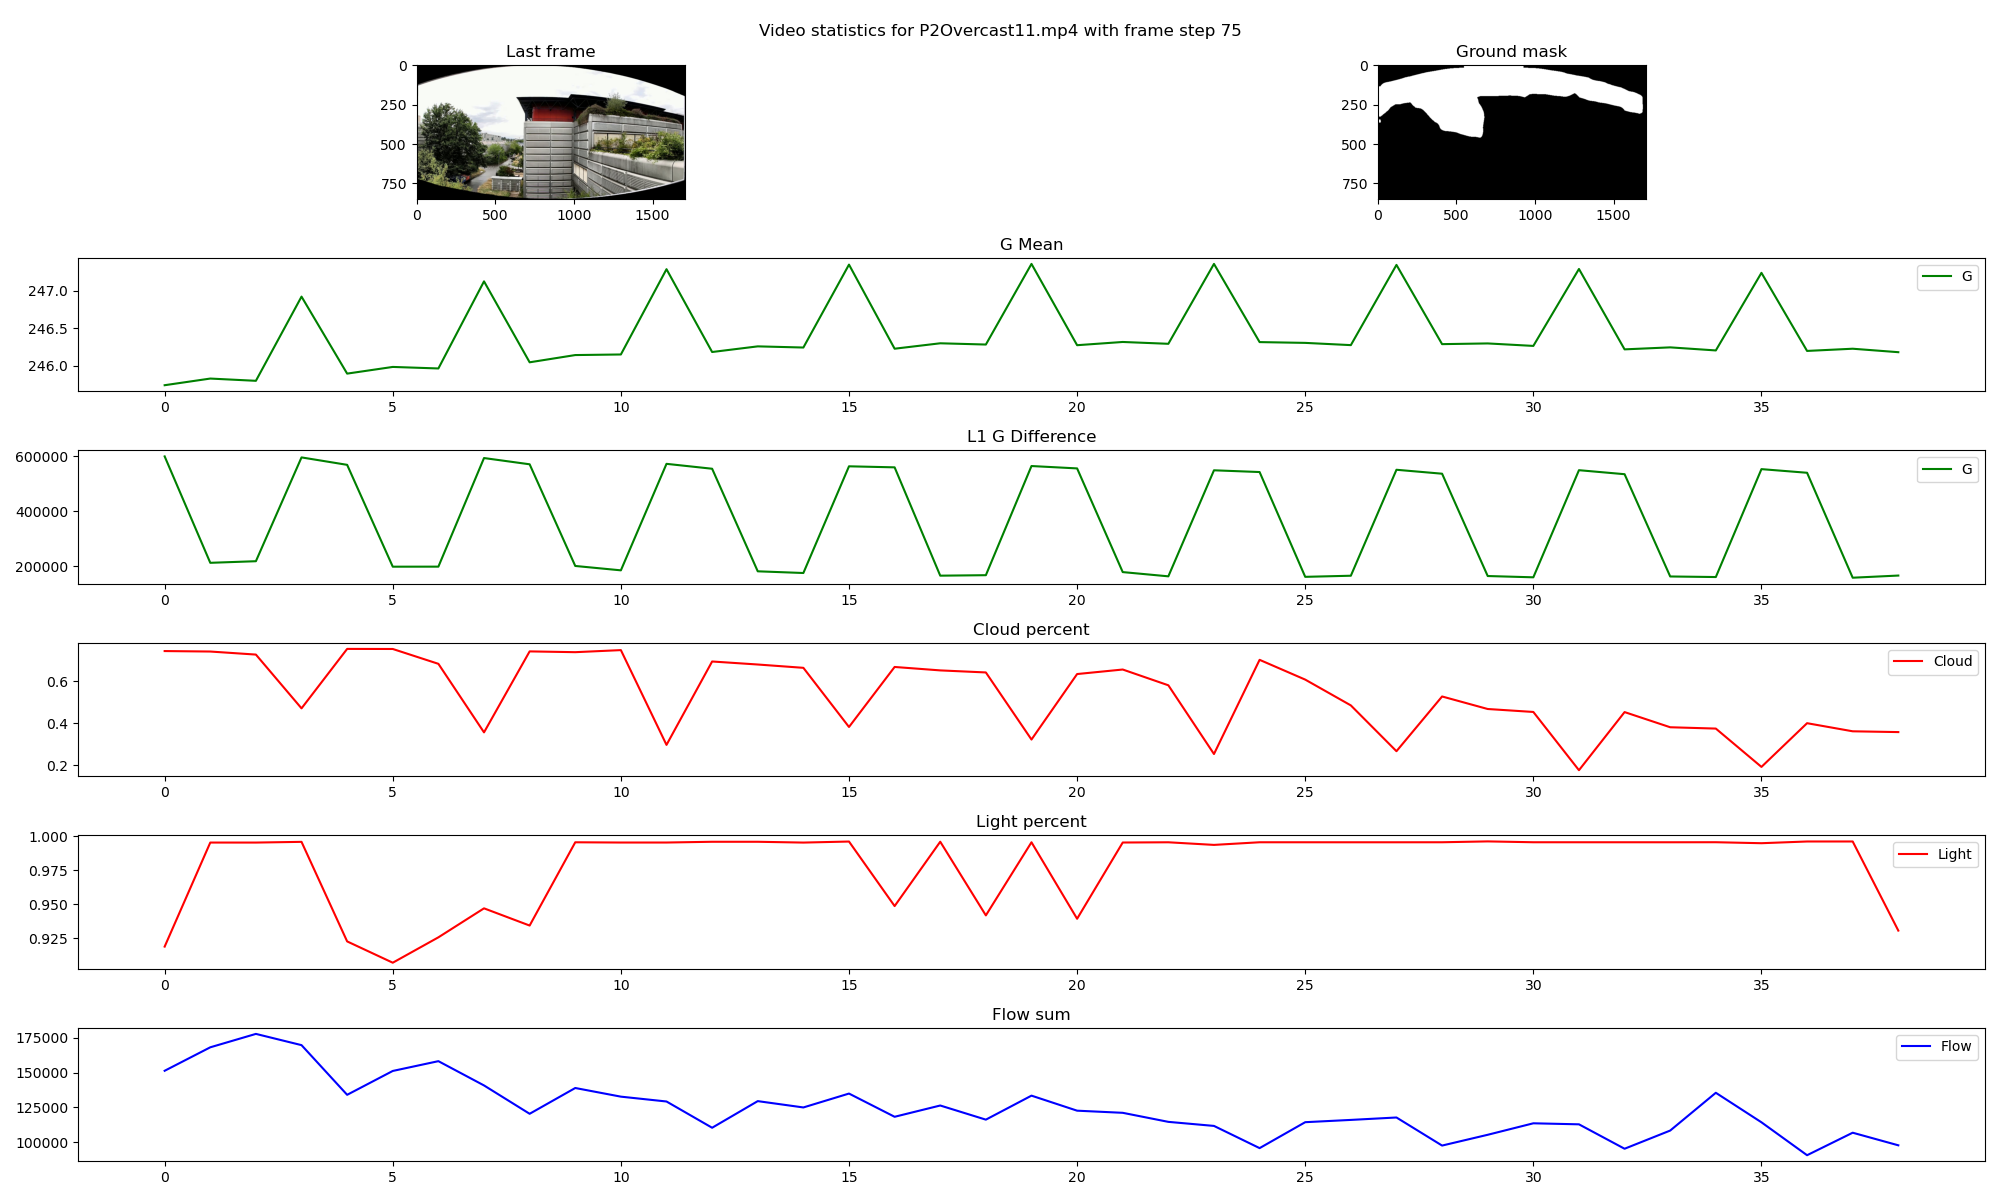 Video statistics for P2Overcast11.mp4 with frame step 75
Last frame
0
250
500
750
0 500 1000 1500
Ground mask
0
250
500
750
0 500 1000 1500
G Mean
247.0
246.5
246.0
G
0 5 10 15 20 25 30 35
L1 G Difference
600000
400000
200000
G
0 5 10 15 20 25 30 35
Cloud percent
0.6
0.4
0.2
Cloud
0 5 10 15 20 25 30 35
Light percent
1.000
0.975
0.950
0.925
Light
0 5 10 15 20 25 30 35
Flow sum
175000
150000
125000
100000
Flow
0 5 10 15 20 25 30 35